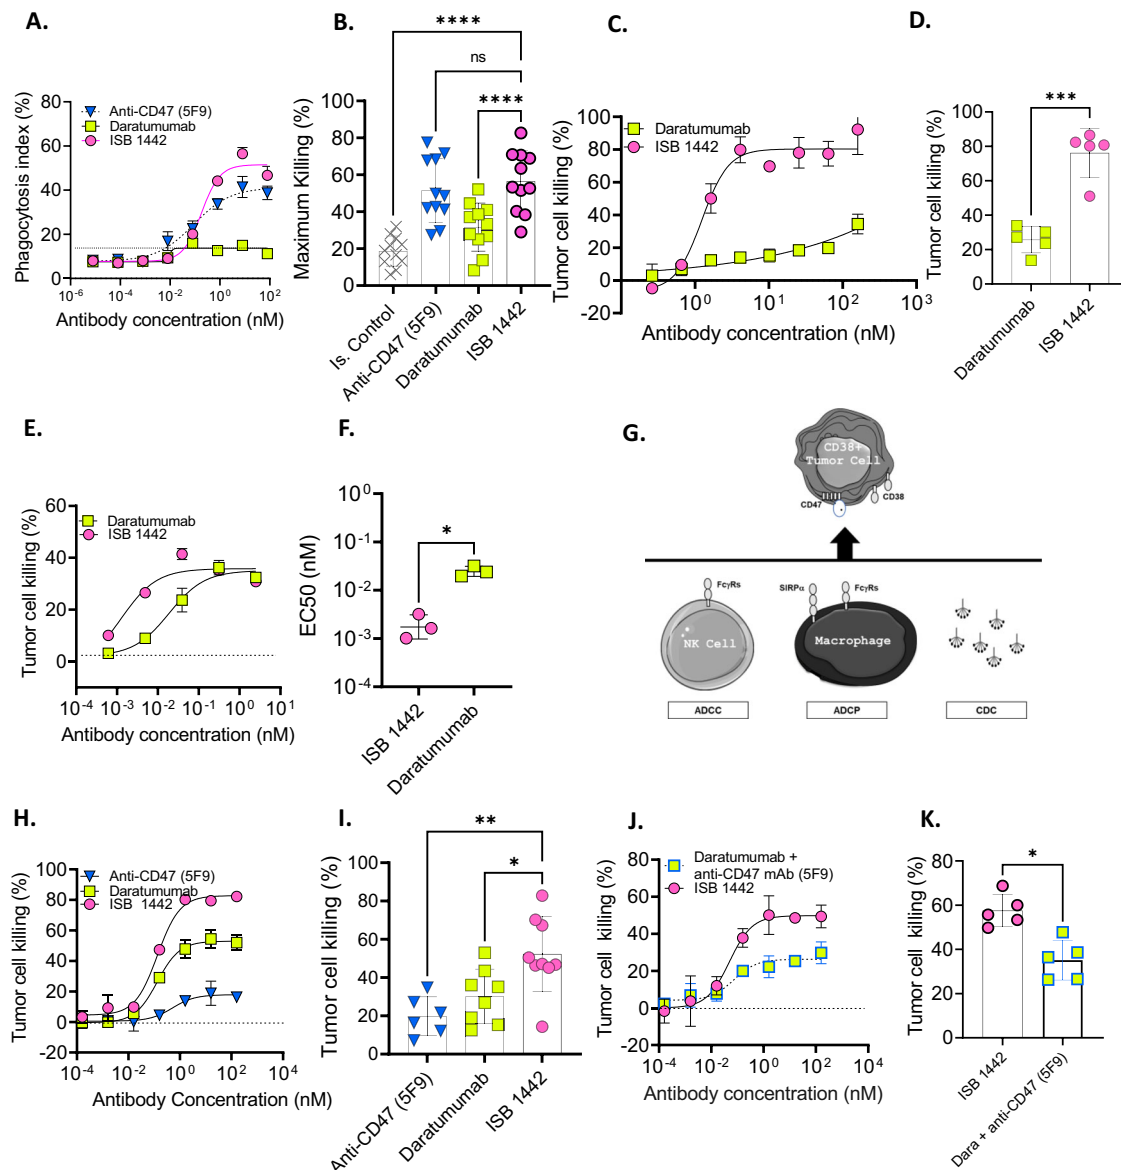 A.
Phagocytosis index (%)
80
60
40
20
0
Anti-CD47 (5F9)
Daratumumab
ISB 1442
10-6
10-4
10-2
100
102
Antibody concentration (nM)
B.
Maximum Killing (%)
100
80
60
40
20
0
****
ns
****
Is. Control
Anti-CD47 (5F9)
Daratumumab
ISB 1442
C.
Tumor cell killing (%)
100
80
60
40
20
0
-20
Daratumumab
ISB 1442
100
101
102
103
Antibody concentration (nM)
D.
Tumor cell killing (%)
100
80
60
40
20
0
***
Daratumumab
ISB 1442
E.
Tumor cell killing (%)
60
40
20
0
Daratumumab
ISB 1442
10-4
10-3
10-2
10-1
100
101
Antibody concentration (nM)
F.
EC50 (nM)
100
10-1
10-2
10-3
10-4
*
ISB 1442
Daratumumab
G.
CD38+
Tumor Cell
CD47
CD38
FcγRs
NK Cell
ADCC
SIRPα
FcγRs
Macrophage
ADCP
CDC
H.
Tumor cell killing (%)
100
80
60
40
20
0
-20
Anti-CD47 (5F9)
Daratumumab
ISB 1442
10-4
10-2
100
102
104
Antibody Concentration (nM)
I.
Tumor cell killing (%)
100
80
60
40
20
0
**
*
Anti-CD47 (5F9)
Daratumumab
ISB 1442
J.
Tumor cell killing (%)
80
60
40
20
0
-20
Daratumumab +
anti-CD47 mAb (5F9)
ISB 1442
10-4
10-2
100
102
104
Antibody concentration (nM)
K.
Tumor cell killing (%)
80
60
40
20
0
*
ISB 1442
Dara + anti-CD47 (5F9)